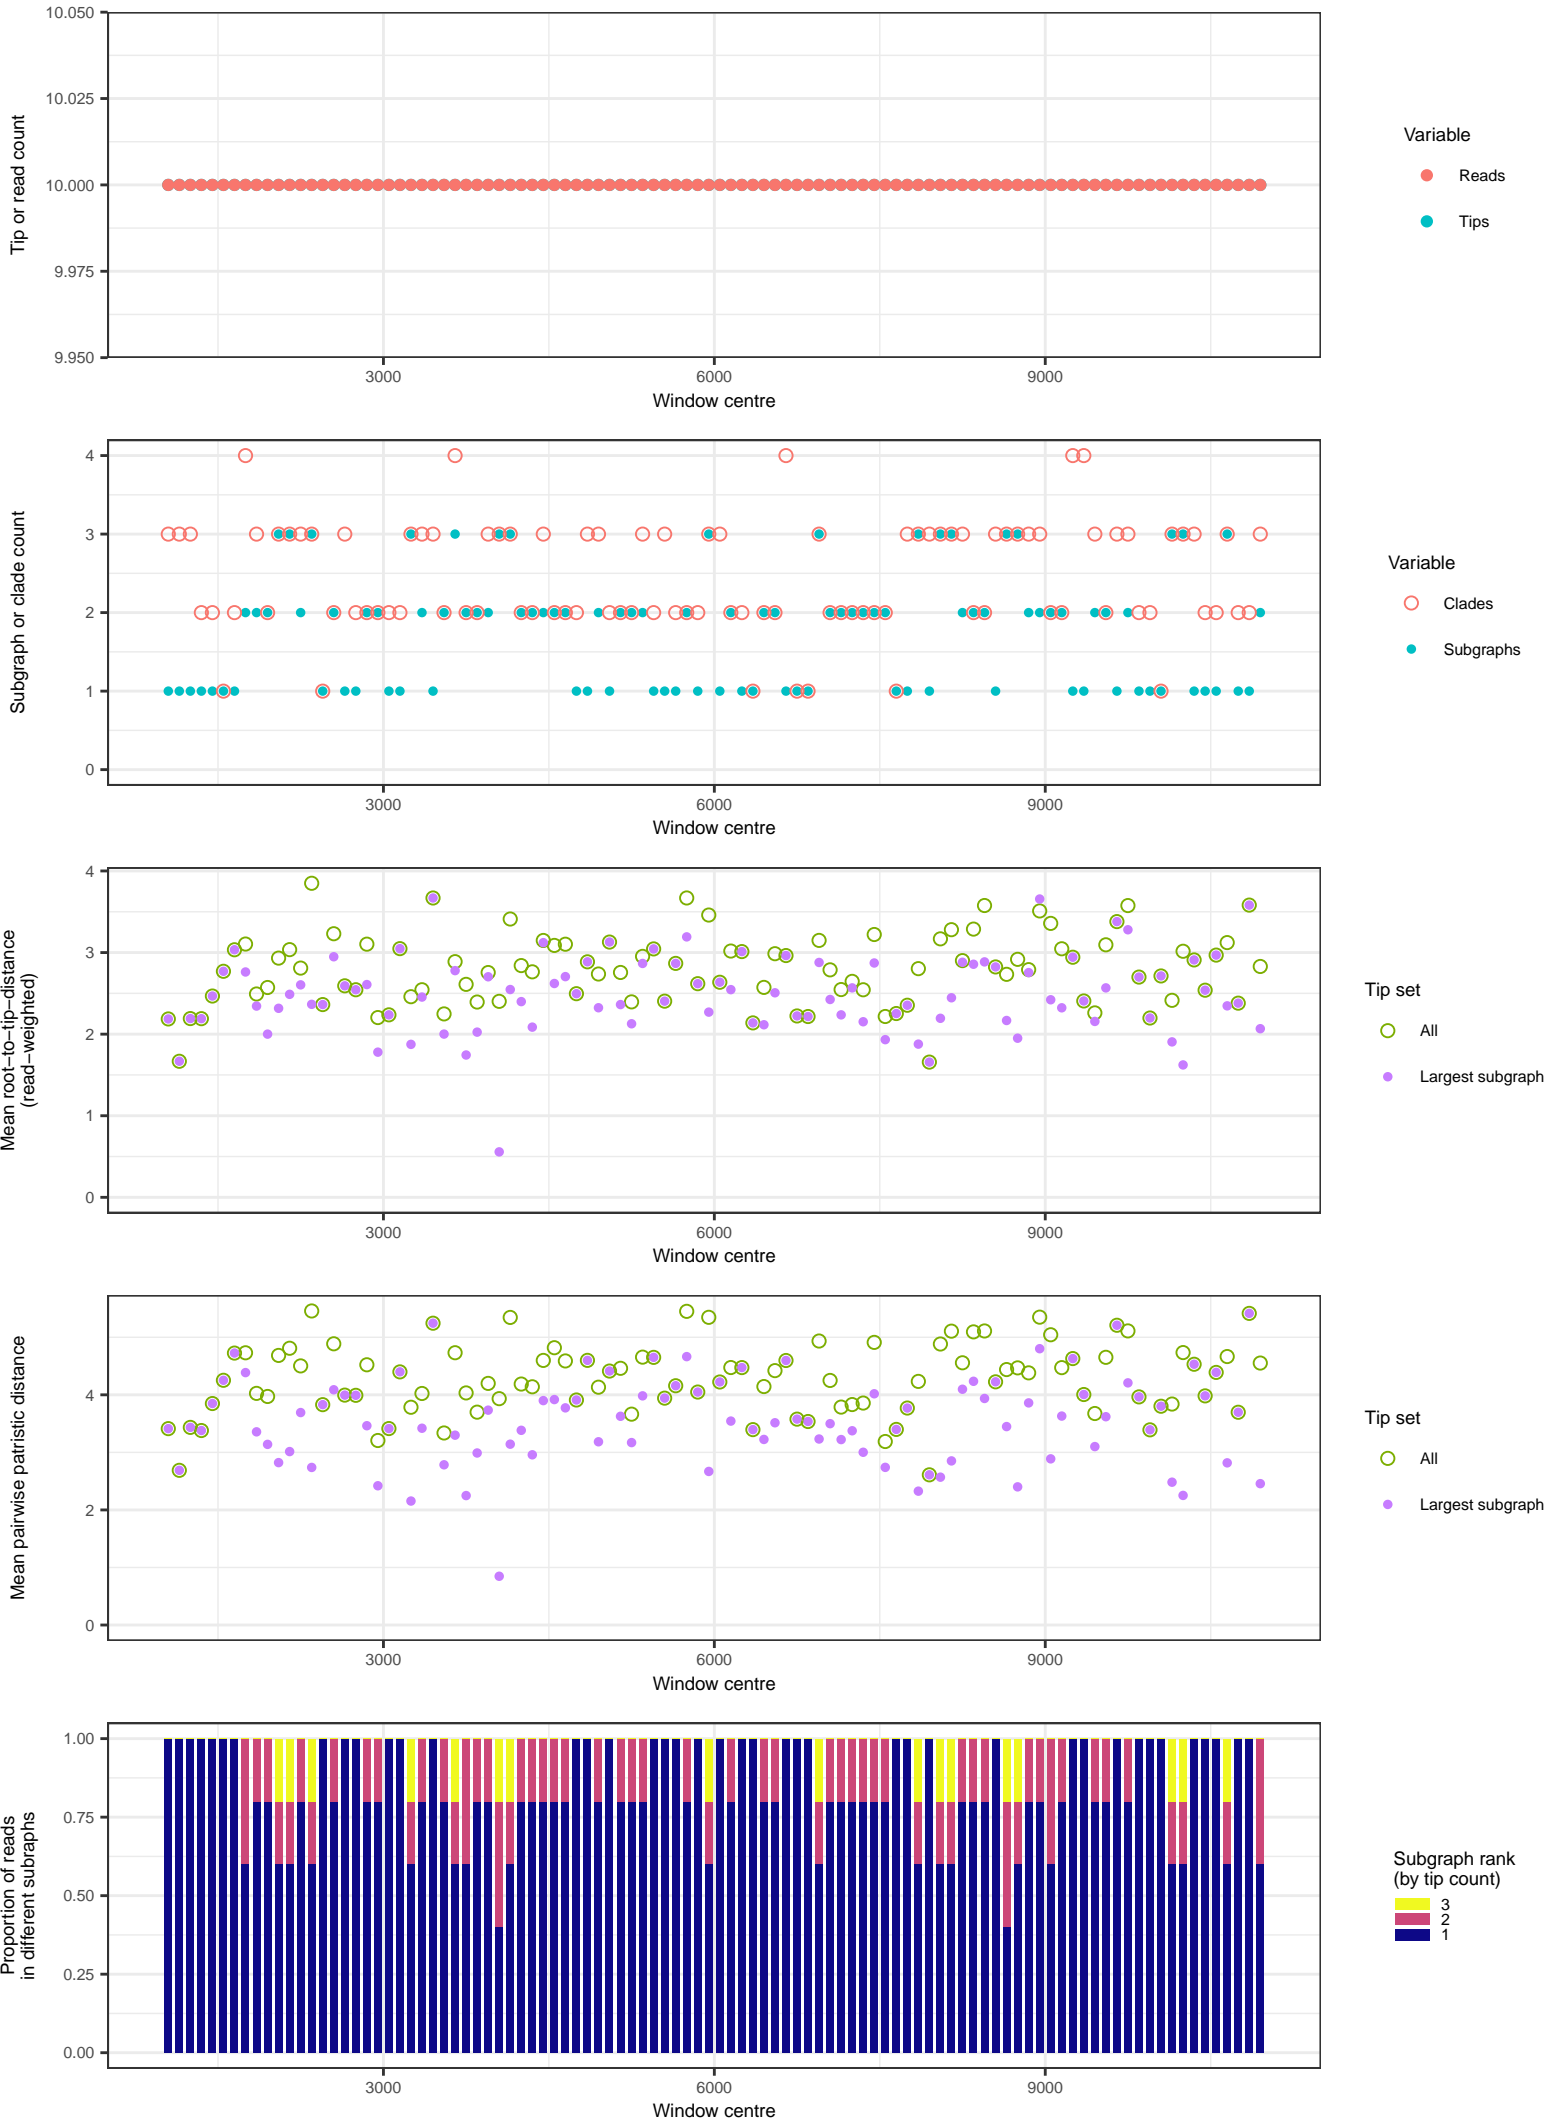 10.050
10.025
10.000
9.975
9.950
Tip or read count
3000
6000
9000
Window centre
Variable
Reads
Tips
4
3
2
1
0
Subgraph or clade count
3000
6000
9000
Window centre
Variable
Clades
Subgraphs
4
3
2
1
0
Mean root−to−tip−distance
(read−weighted)
3000
6000
9000
Window centre
Tip set
All
Largest subgraph
4
2
0
Mean pairwise patristic distance
3000
6000
9000
Window centre
Tip set
All
Largest subgraph
1.00
0.75
0.50
0.25
0.00
Proportion of reads
in different subraphs
3000
6000
9000
Window centre
Subgraph rank
(by tip count)
3
2
1